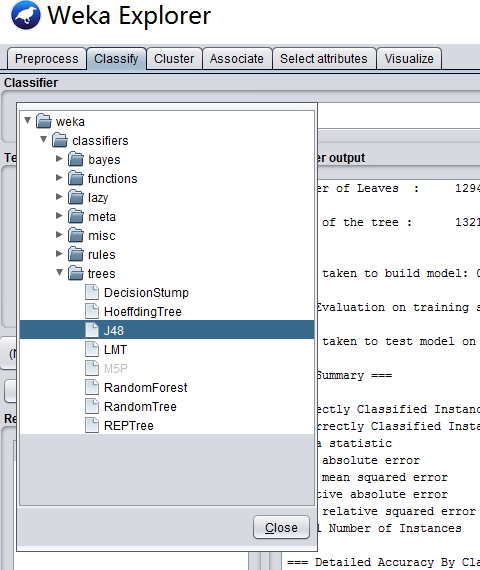 Weka Explorer
Preprocess Classify Cluster Associate Select attributes Visualize
Classifier
weka
classifiers
bayes
functions
lazy
meta
misc
rules
trees
DecisionStump
HoeffdingTree
J48
LMT
M5P
RandomForest
RandomTree
REPTree
Close
Te
(N
Re
er output
er of Leaves : 1294
of the tree : 1321
taken to build model: 0
Evaluation on training s
taken to test model on
Summary ===
ectly Classified Instanc
rrectly Classified Insta
a statistic
absolute error
mean squared error
tive absolute error
relative squared error
l Number of Instances
=== Detailed Accuracy By Cla